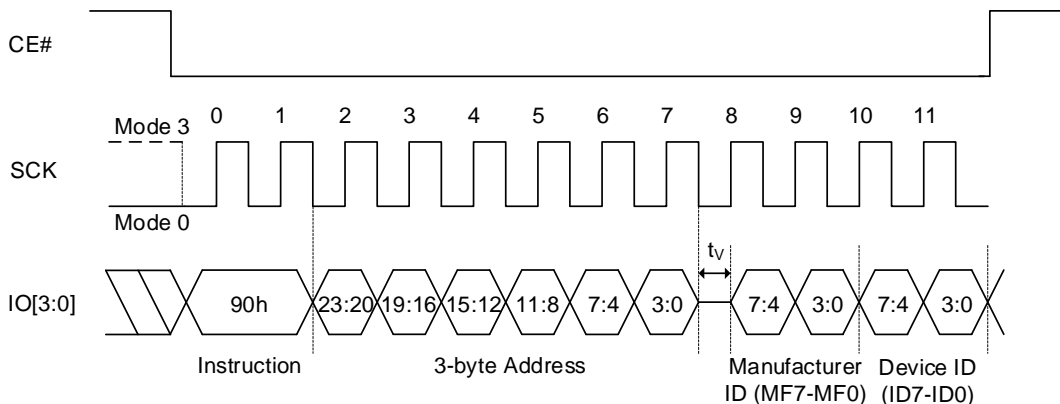 CE#
0 1 2 3 4 5 6 7 8 9 10 11
Mode 3
SCK
Mode 0
tV
IO[3:0]
90h 23:20 19:16 15:12 11:8 7:4 3:0 7:4 3:0 7:4 3:0
Instruction 3-byte Address Manufacturer Device ID
ID (MF7-MF0) (ID7-ID0)